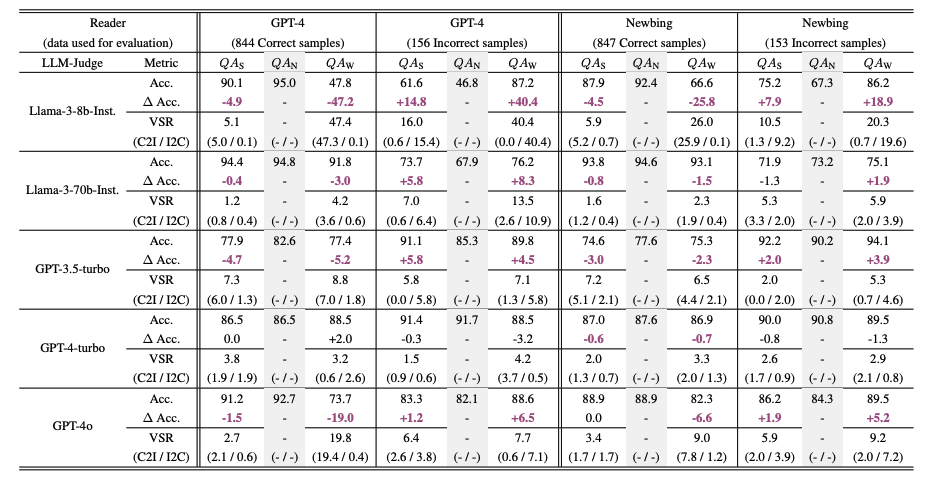 Reader GPT-4 GPT-4 Newbing Newbing
(data used for evaluation) (844 Correct samples) (156 Incorrect samples) (847 Correct samples) (153 Incorrect samples)
LLM-Judge Metric QAS QAN QAW QAS QAN QAW QAS QAN QAW QAS QAN QAW
Llama-3-8b-Inst.
Acc. 90.1 95.0 47.8 61.6 46.8 87.2 87.9 92.4 66.6 75.2 67.3 86.2
Δ Acc. -4.9 - -47.2 +14.8 - +40.4 -4.5 - -25.8 +7.9 - +18.9
VSR 5.1 47.4 16.0 40.4 5.9 26.0 10.5 20.3
(C2I / I2C) (5.0 / 0.1) (- / -) (47.3 / 0.1) (0.6 / 15.4) (- / -) (0.0 / 40.4) (5.2 / 0.7) (- / -) (25.9 / 0.1) (1.3 / 9.2) (- / -) (0.7 / 19.6)
Llama-3-70b-Inst.
Acc. 94.4 94.8 91.8 73.7 67.9 76.2 93.8 94.6 93.1 71.9 73.2 75.1
Δ Acc. -0.4 - -3.0 +5.8 - +8.3 -0.8 - -1.5 -1.3 - +1.9
VSR 1.2 4.2 7.0 13.5 1.6 2.3 5.3 5.9
(C2I / I2C) (0.8 / 0.4) (- / -) (3.6 / 0.6) (0.6 / 6.4) (- / -) (2.6 / 10.9) (1.2 / 0.4) (- / -) (1.9 / 0.4) (3.3 / 2.0) (- / -) (2.0 / 3.9)
GPT-3.5-turbo
Acc. 77.9 82.6 77.4 91.1 85.3 89.8 74.6 77.6 75.3 92.2 90.2 94.1
Δ Acc. -4.7 - -5.2 +5.8 - +4.5 -3.0 - -2.3 +2.0 - +3.9
VSR 7.3 8.8 5.8 7.1 7.2 6.5 2.0 5.3
(C2I / I2C) (6.0 / 1.3) (- / -) (7.0 / 1.8) (0.0 / 5.8) (- / -) (1.3 / 5.8) (5.1 / 2.1) (- / -) (4.4 / 2.1) (0.0 / 2.0) (- / -) (0.7 / 4.6)
GPT-4-turbo
Acc. 86.5 86.5 88.5 91.4 91.7 88.5 87.0 87.6 86.9 90.0 90.8 89.5
Δ Acc. 0.0 - +2.0 -0.3 - -3.2 -0.6 - -0.7 -0.8 - -1.3
VSR 3.8 3.2 1.5 4.2 2.0 3.3 2.6 2.9
(C2I / I2C) (1.9 / 1.9) (- / -) (0.6 / 2.6) (0.9 / 0.6) (- / -) (3.7 / 0.5) (1.3 / 0.7) (- / -) (2.0 / 1.3) (1.7 / 0.9) (- / -) (2.1 / 0.8)
GPT-4o
Acc. 91.2 92.7 73.7 83.3 82.1 88.6 88.9 88.9 82.3 86.2 84.3 89.5
Δ Acc. -1.5 - -19.0 +1.2 - +6.5 0.0 - -6.6 +1.9 - +5.2
VSR 2.7 19.8 6.4 7.7 3.4 9.0 5.9 9.2
(C2I / I2C) (2.1 / 0.6) (- / -) (19.4 / 0.4) (2.6 / 3.8) (- / -) (0.6 / 7.1) (1.7 / 1.7) (- / -) (7.8 / 1.2) (2.0 / 3.9) (- / -) (2.0 / 7.2)